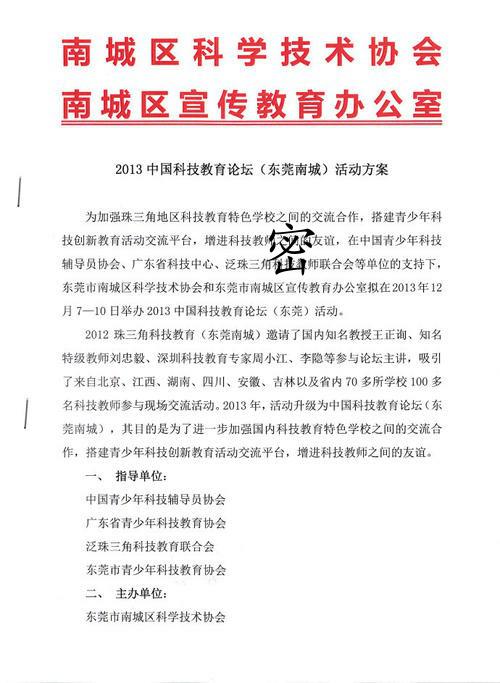 南城区科学技术协会
南城区宣传教育办公室
2013 中国科技教育论坛（东莞南城）活动方案
为加强珠三角地区科技教育特色学校之间的交流合作，搭建青少年科
技创新教育活动交流平台，增进科技教师之间的友谊，在中国青少年科技
密
辅导员协会、广东省科技中心、泛珠三角科技教师联合会等单位的支持下，
东莞市南城区科学技术协会和东莞市南城区宣传教育办公室拟在 2013 年 12
月 7—10 日举办 2013 中国科技教育论坛（东莞）活动。
2012 珠三角科技教育（东莞南城）邀请了国内知名教授王正询、知名
特级教师刘忠毅、深圳科技教育专家周小江、李隐等参与论坛主讲，吸引
了来自北京、江西、湖南、四川、安徽、吉林以及省内 70 多所学校 100 多
名科技教师参与现场交流活动。2013 年，活动升级为中国科技教育论坛（东
莞南城），其目的是为了进一步加强国内科技教育特色学校之间的交流合
作，搭建青少年科技创新教育活动交流平台，增进科技教师之间的友谊。
一、 指导单位：
中国青少年科技辅导员协会
广东省青少年科技教育协会
泛珠三角科技教育联合会
东莞市青少年科技教育协会
二、 主办单位：
东莞市南城区科学技术协会